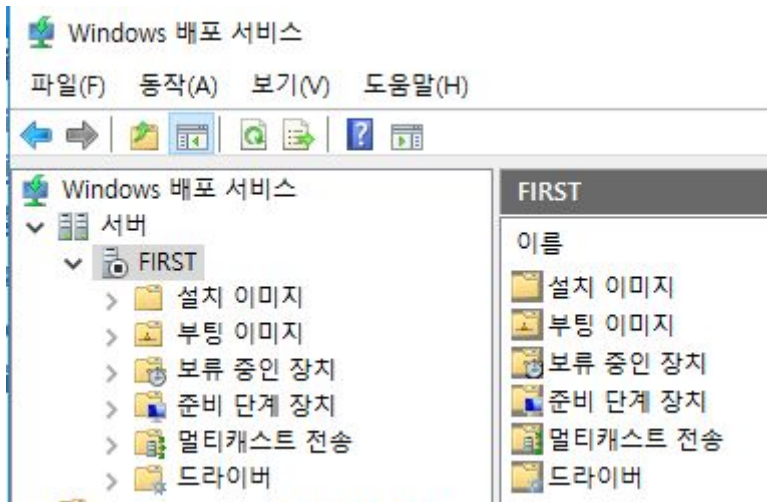 Windows 배포 서비스
파일(F) 동작(A) 보기(V) 도움말(H)
Windows 배포 서비스
서버
FIRST
설치 이미지
부팅 이미지
보류 중인 장치
준비 단계 장치
멀티캐스트 전송
드라이버
FIRST
이름
설치 이미지
부팅 이미지
보류 중인 장치
준비 단계 장치
멀티캐스트 전송
드라이버